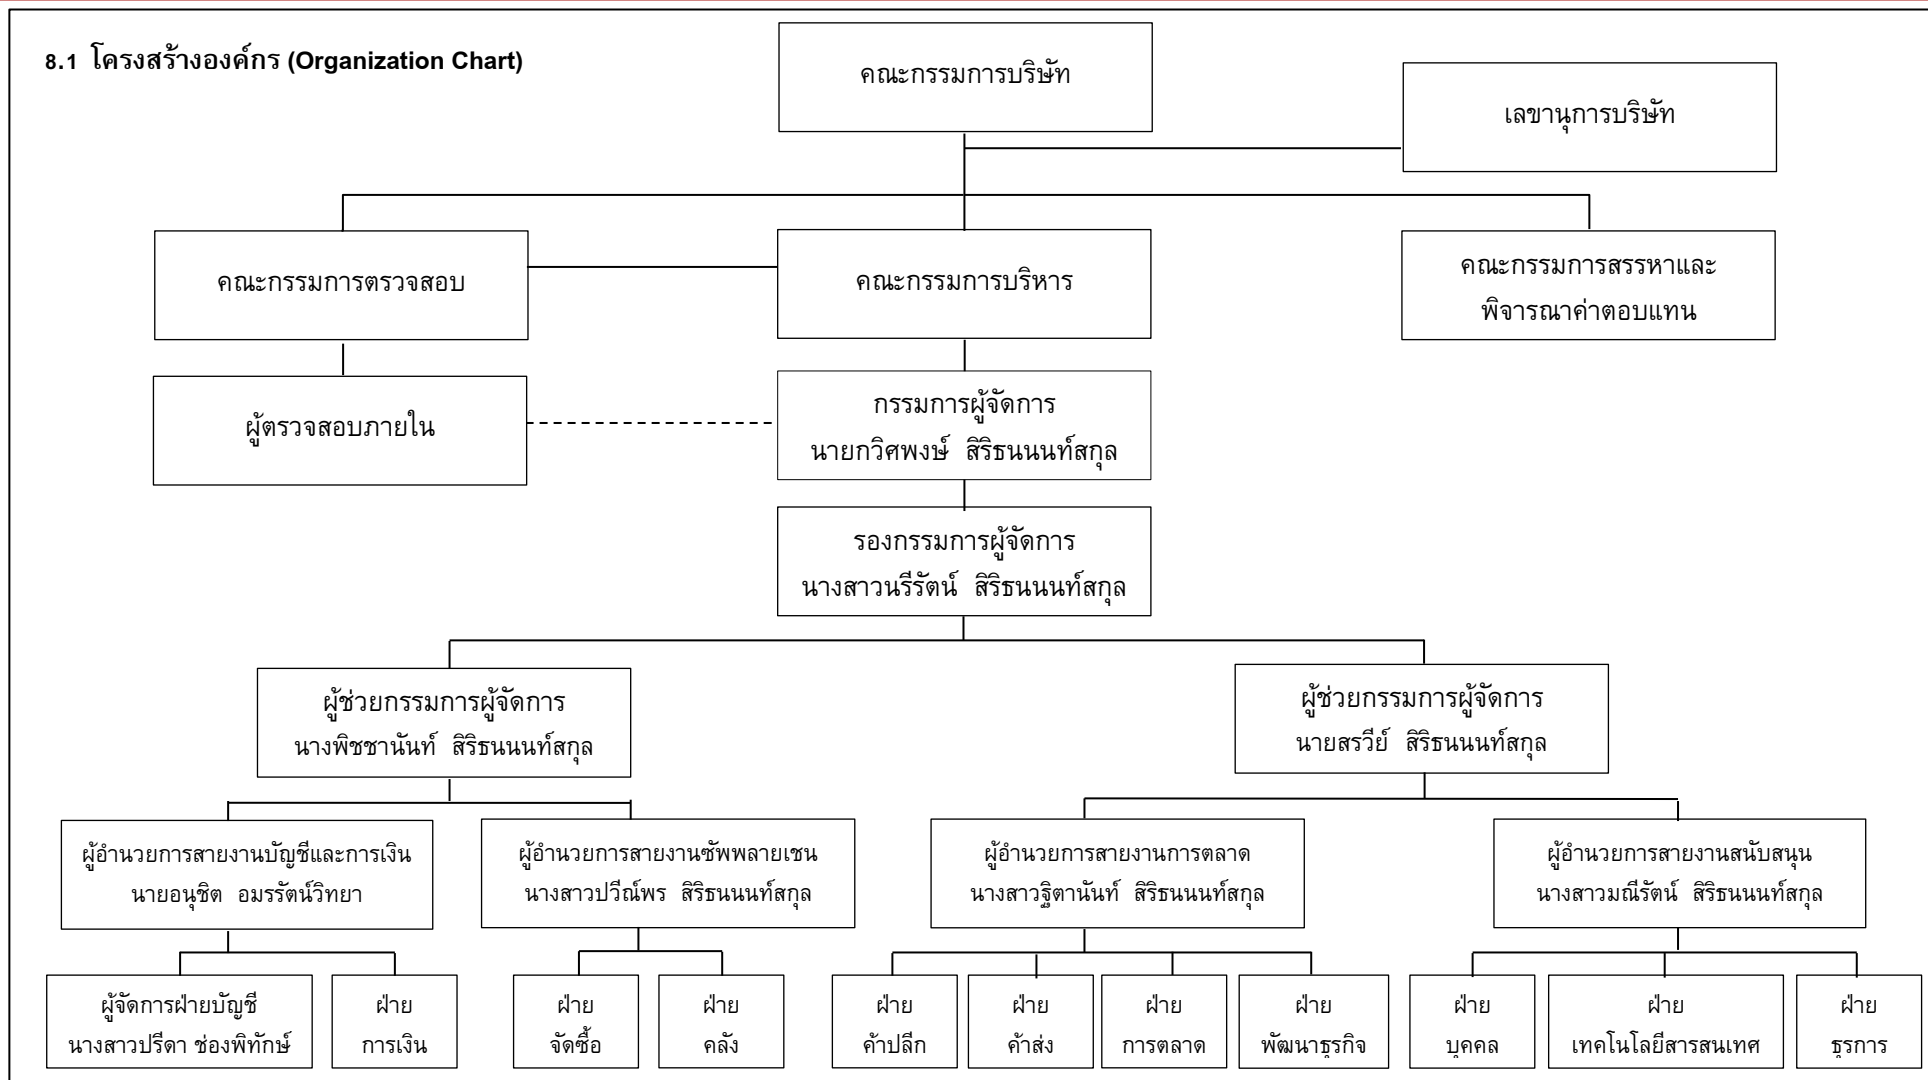 8.1 โครงสร้างองค์กร (Organization Chart)
คณะกรรมการบริษัท
เลขานุการบริษัท
คณะกรรมการตรวจสอบ
คณะกรรมการบริหาร
คณะกรรมการสรรหาและ
พิจารณาค่าตอบแทน
ผู้ตรวจสอบภายใน
กรรมการผู้จัดการ
นายกวิศพงษ์ สิริธนนนท์สกุล
รองกรรมการผู้จัดการ
นางสาวนรีรัตน์ สิริธนนนท์สกุล
ผู้ช่วยกรรมการผู้จัดการ
นางพิชชานันท์ สิริธนนนท์สกุล
ผู้ช่วยกรรมการผู้จัดการ
นายสรวีย์ สิริธนนนท์สกุล
ผู้อำนวยการสายงานบัญชีและการเงิน
นายอนุชิต อมรรัตน์วิทยา
ผู้อำนวยการสายงานซัพพลายเชน
นางสาวปวีณ์พร สิริธนนนท์สกุล
ผู้อำนวยการสายงานการตลาด
นางสาวฐิตานันท์ สิริธนนนท์สกุล
ผู้อำนวยการสายงานสนับสนุน
นางสาวมณีรัตน์ สิริธนนนท์สกุล
ผู้จัดการฝ่ายบัญชี
นางสาวปรีดา ช่องพิทักษ์
ฝ่าย
การเงิน
ฝ่าย
จัดซื้อ
ฝ่าย
คลัง
ฝ่าย
ค้าปลีก
ฝ่าย
ค้าส่ง
ฝ่าย
การตลาด
ฝ่าย
พัฒนาธุรกิจ
ฝ่าย
บุคคล
ฝ่าย
เทคโนโลยีสารสนเทศ
ฝ่าย
ธุรการ